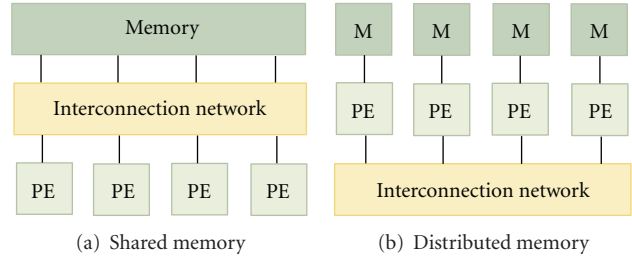 Memory
Interconnection network
PE PE PE PE
(a) Shared memory
M M M M
PE PE PE PE
Interconnection network
(b) Distributed memory